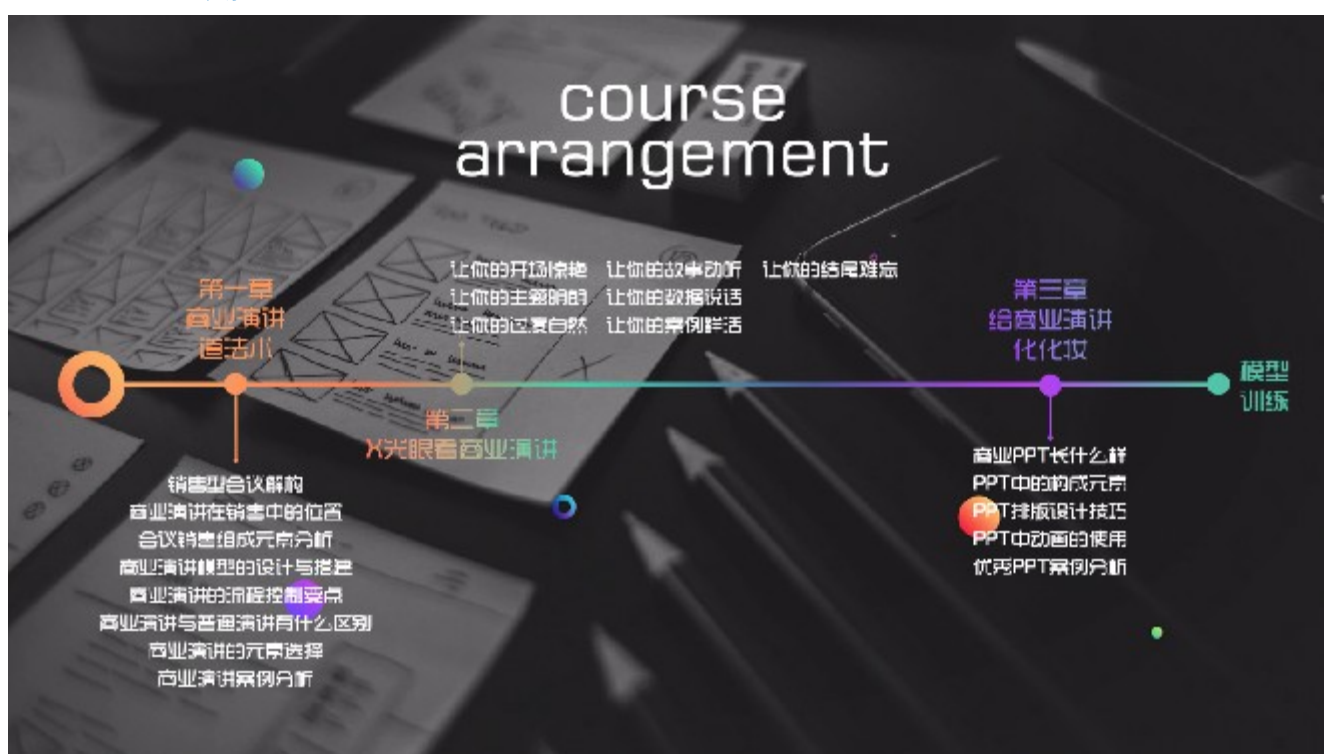 course
arrangement
第一章
商业演讲
道法术
销售型会议解构
商业演讲在销售中的位置
会议销售组成元素分析
商业演讲模型的设计与搭建
商业演讲的流程控制要点
商业演讲与普通演讲有什么区别
商业演讲的元素选择
商业演讲案例分析
让你的开场惊艳 让你的故事动听 让你的结尾难忘
让你的主题明朗 让你的数据说话
让你的过度自然 让你的案例鲜活
第二章
X光眼看商业演讲
第三章
给商业演讲
化化妆
商业PPT长什么样
PPT中的构成元素
PPT排版设计技巧
PPT中动画的使用
优秀PPT案例分析
模型
训练